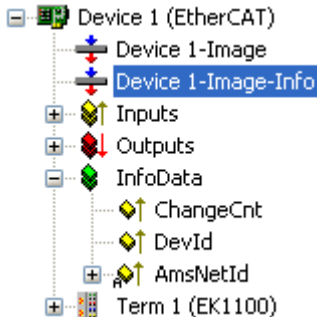 Device 1 (EtherCAT)
Device 1-Image
Device 1-Image-Info
Inputs
Outputs
InfoData
ChangeCnt
DevId
AmsNetId
Term 1 (EK1100)